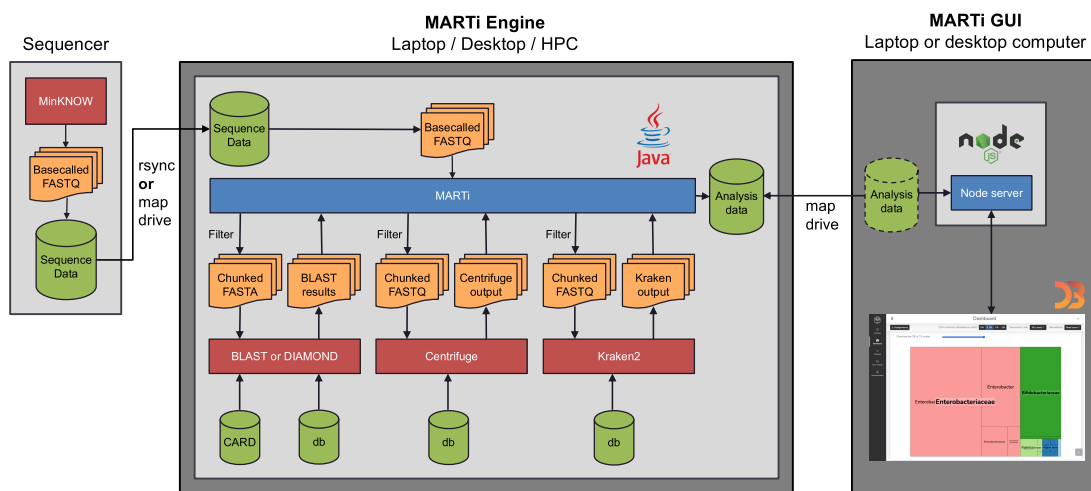 Sequencer
MARTi Engine
Laptop / Desktop / HPC
MARTi GUI
Laptop or desktop computer
MinKNOW
Basecalled
FASTQ
Sequence
Data
rsync
or
map
drive
Sequence
Data
Basecalled
FASTQ
Java
MARTi
Analysis
data
Filter
Filter
Filter
Chunked
FASTA
BLAST
results
Chunked
FASTQ
Centrifuge
output
Chunked
FASTQ
Kraken
output
BLAST or DIAMOND
Centrifuge
Kraken2
CARD
db
db
db
map
drive
Analysis
data
node
JS
Node server
D3
Dashboard
Enterobacter
Enterobacteriaceae
Bifidobacteriaceae